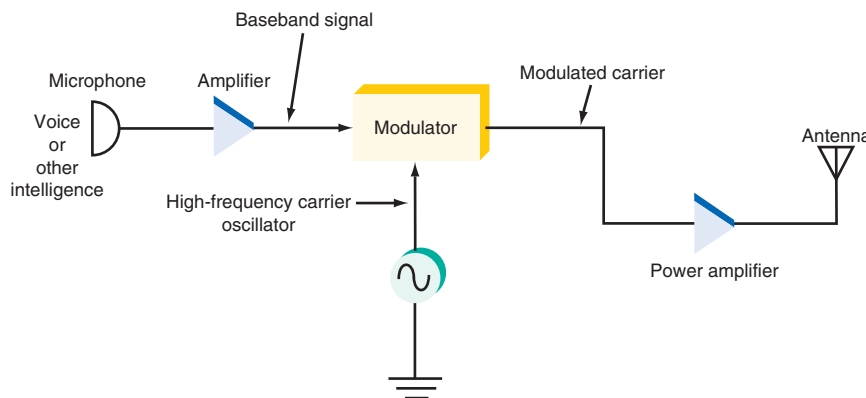 Baseband signal
Microphone
Amplifier
Modulated carrier
Voice
or
other
intelligence
Modulator
Antenna
High-frequency carrier
oscillator
Power amplifier